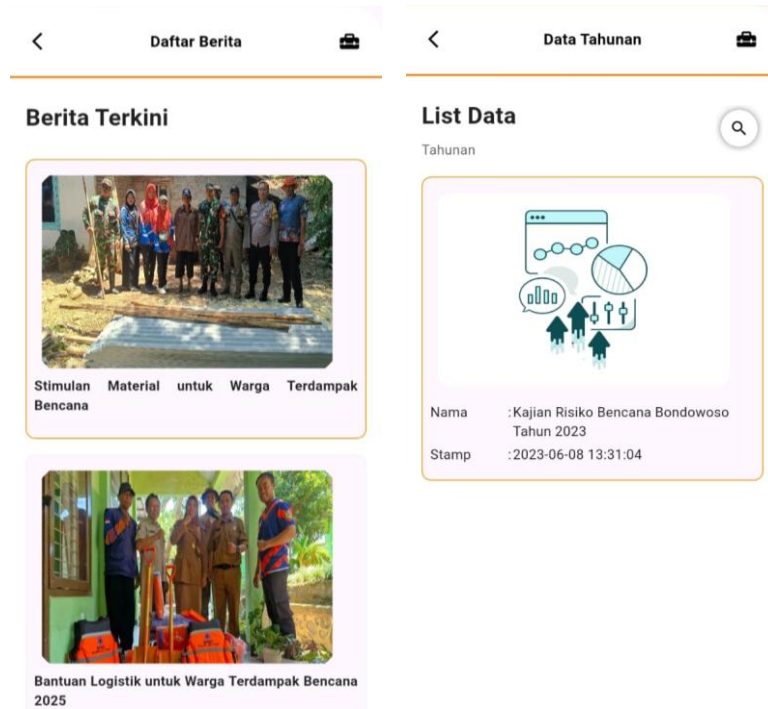 Daftar Berita
Berita Terkini
Stimulan Material untuk Warga Terdampak
Bencana
Bantuan Logistik untuk Warga Terdampak Bencana
2025
Data Tahunan
List Data
Tahunan
Nama :Kajian Risiko Bencana Bondowoso
Tahun 2023
Stamp :2023-06-08 13:31:04